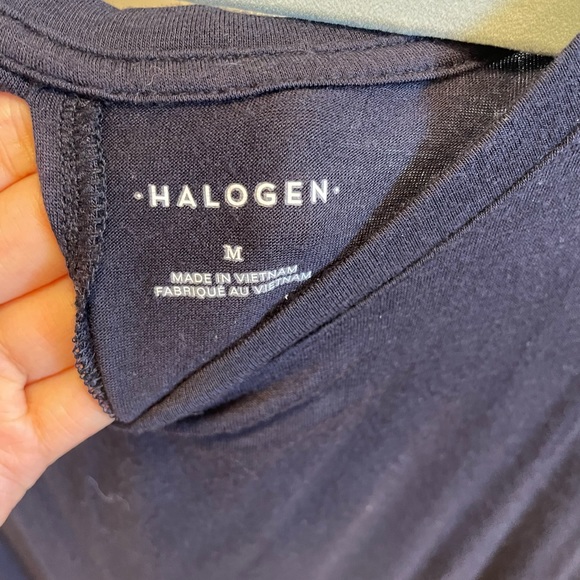 ·HALOGEN·
M
MADE IN VIETNAM
FABRIQUÉ AU VIETNAM